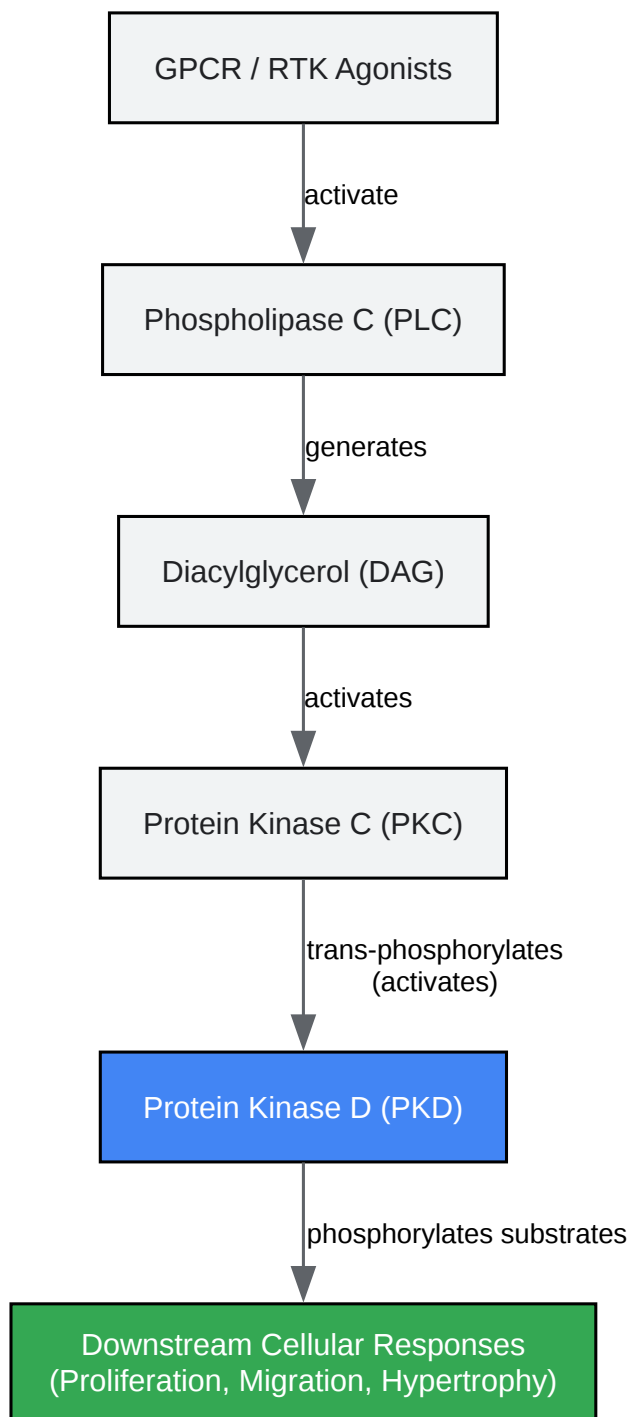 GPCR / RTK Agonists
activate
Phospholipase C (PLC)
generates
Diacylglycerol (DAG)
activates
Protein Kinase C (PKC)
trans-phosphorylates
(activates)
Protein Kinase D (PKD)
phosphorylates substrates
Downstream Cellular Responses
(Proliferation, Migration, Hypertrophy)